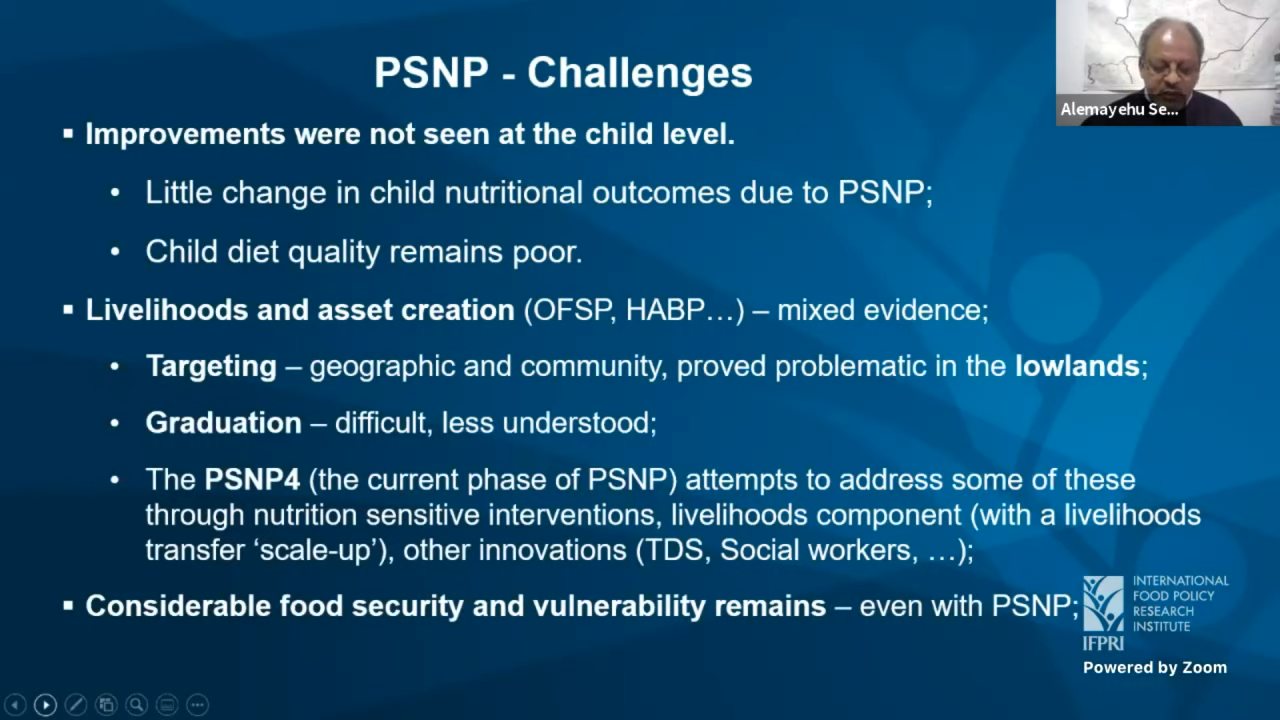 PSNP - Challenges
Alemayehu Se...
▪ Improvements were not seen at the child level.
• Little change in child nutritional outcomes due to PSNP;
• Child diet quality remains poor.
▪ Livelihoods and asset creation (OFSP, HABP…) – mixed evidence;
• Targeting – geographic and community, proved problematic in the lowlands;
• Graduation – difficult, less understood;
• The PSNP4 (the current phase of PSNP) attempts to address some of these
through nutrition sensitive interventions, livelihoods component (with a livelihoods
transfer ‘scale-up’), other innovations (TDS, Social workers, …);
▪ Considerable food security and vulnerability remains – even with PSNP;
INTERNATIONAL
FOOD POLICY
RESEARCH
INSTITUTE
IFPRI
Powered by Zoom